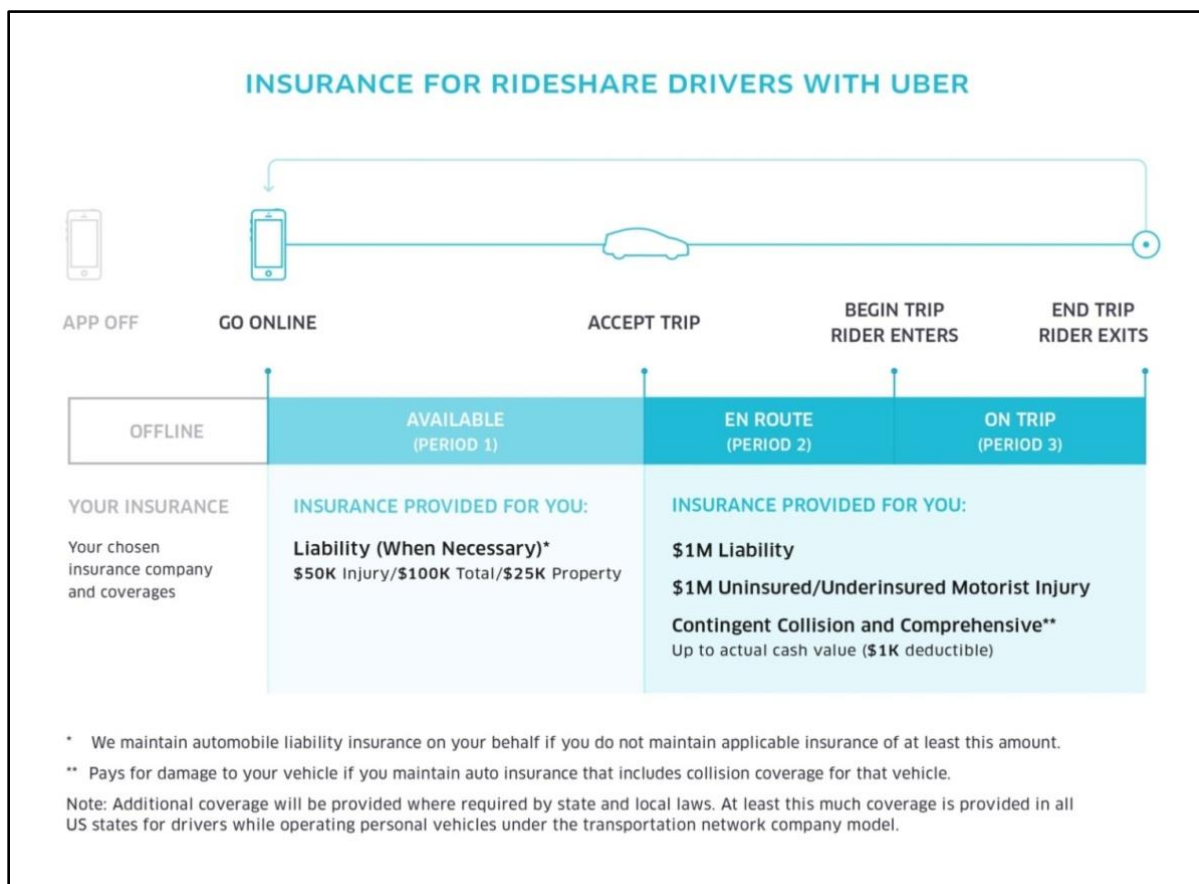 INSURANCE FOR RIDESHARE DRIVERS WITH UBER
APP OFF
GO ONLINE
ACCEPT TRIP
BEGIN TRIP
RIDER ENTERS
END TRIP
RIDER EXITS
OFFLINE
AVAILABLE
(PERIOD 1)
EN ROUTE
(PERIOD 2)
ON TRIP
(PERIOD 3)
YOUR INSURANCE
Your chosen
insurance company
and coverages
INSURANCE PROVIDED FOR YOU:
Liability (When Necessary)*
$50K Injury/$100K Total/$25K Property
INSURANCE PROVIDED FOR YOU:
$1M Liability
$1M Uninsured/Underinsured Motorist Injury
Contingent Collision and Comprehensive**
Up to actual cash value ($1K deductible)
* We maintain automobile liability insurance on your behalf if you do not maintain applicable insurance of at least this amount.
** Pays for damage to your vehicle if you maintain auto insurance that includes collision coverage for that vehicle.
Note: Additional coverage will be provided where required by state and local laws. At least this much coverage is provided in all
US states for drivers while operating personal vehicles under the transportation network company model.